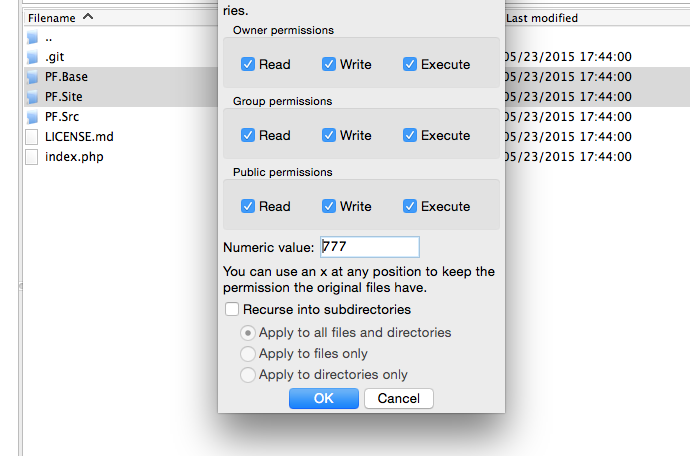 ries.
Filename
Last modified
..
.git
05/23/2015 17:44:00
PF.Base
05/23/2015 17:44:00
PF.Site
05/23/2015 17:44:00
PF.Src
05/23/2015 17:44:00
LICENSE.md
05/23/2015 17:44:00
index.php
05/23/2015 17:44:00
Owner permissions
Read Write Execute
Group permissions
Read Write Execute
Public permissions
Read Write Execute
Numeric value: 777
You can use an x at any position to keep the
permission the original files have.
Recurse into subdirectories
Apply to all files and directories
Apply to files only
Apply to directories only
OK Cancel